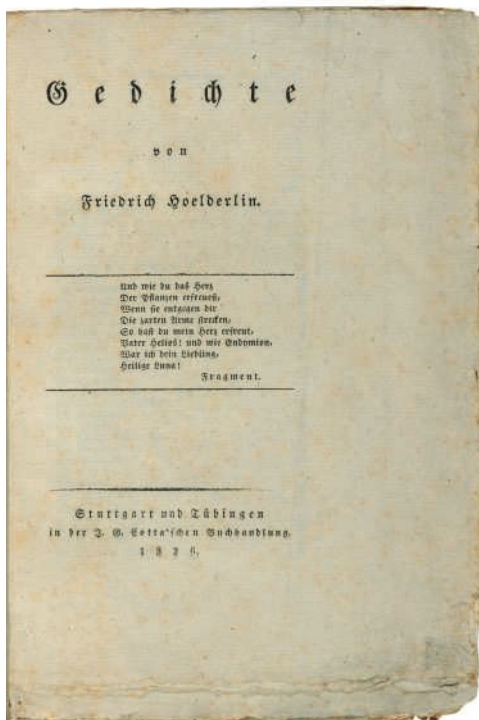 Gedichte
von
Friedrich Hoelderlin.
Und wie du das Herz
Der Pflanzen erfreuest,
Wenn sie entgegen dir
Die zarten Arme strecken,
So hast du mein Herz erfreut,
Vater Helios! und wie Endymion,
War ich dein Liebling,
Heilige Luna!
Fragment.
Stuttgart und Tübingen
in der J. G. Cotta'schen Buchhandlung.
1826.